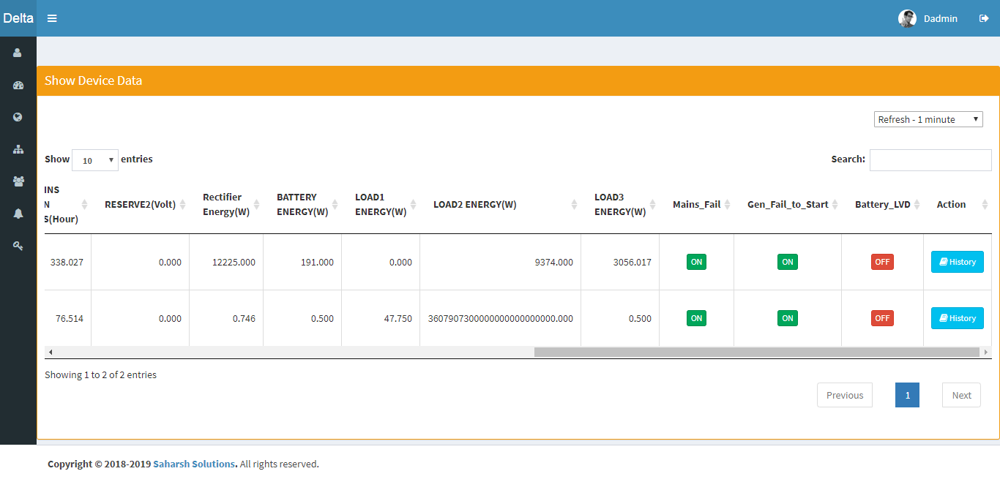 Delta
Dadmin
Show Device Data
Refresh - 1 minute
Show 10 entries
Search:
INS
N
S(Hour)
RESERVE2(Volt)
Rectifier
Energy(W)
BATTERY
ENERGY(W)
LOAD1
ENERGY(W)
LOAD2 ENERGY(W)
LOAD3
ENERGY(W)
Mains_Fail
Gen_Fail_to_Start
Battery_LVD
Action
338.027 0.000 12225.000 191.000 0.000 9374.000 3056.017 ON ON OFF History
76.514 0.000 0.746 0.500 47.750 3607907300000000000000000.000 0.500 ON ON OFF History
Showing 1 to 2 of 2 entries
Previous 1 Next
Copyright © 2018-2019 Saharsh Solutions. All rights reserved.